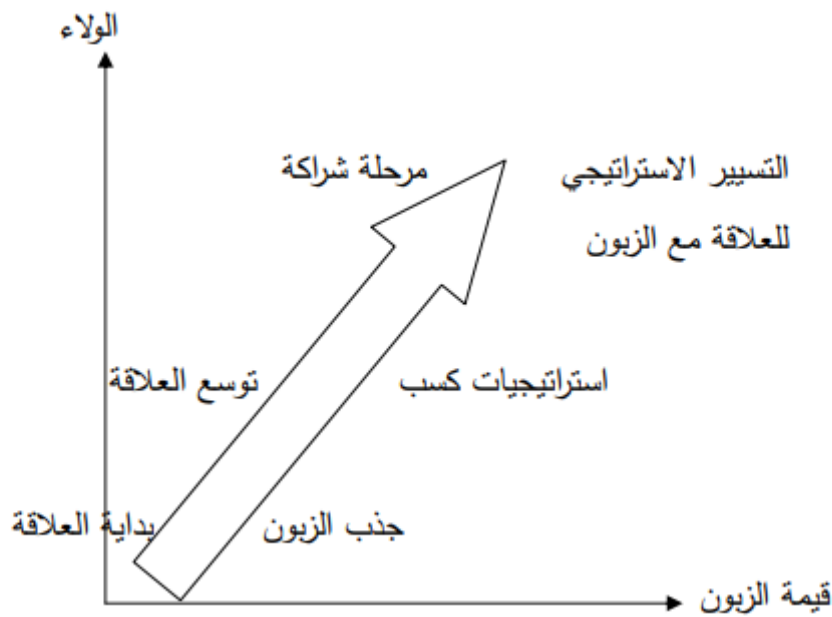 الولاء
مرحلة شراكة
التسيير الاستراتيجي
للعلاقة مع الزبون
توسع العلاقة
استراتيجيات كسب
بداية العلاقة
جذب الزبون
قيمة الزبون